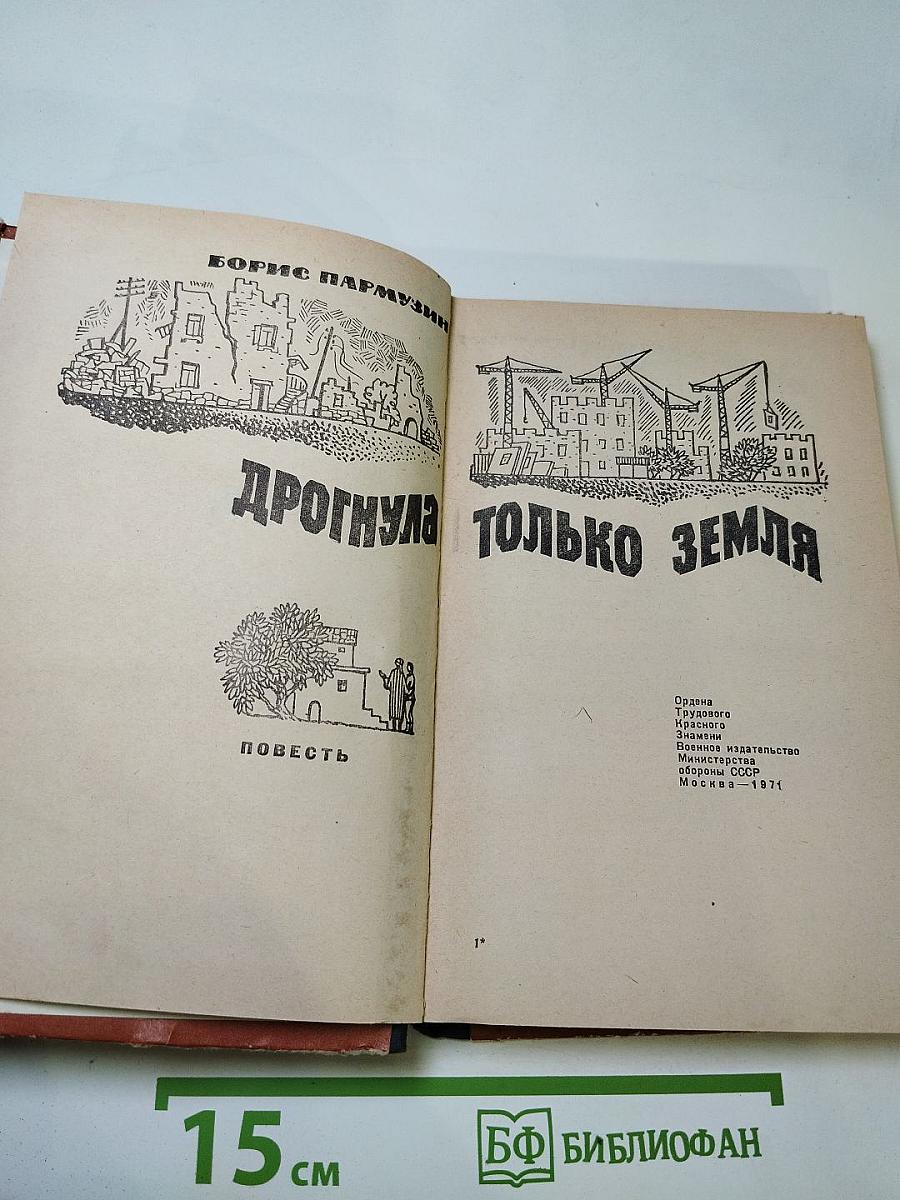 БОРИС ПАРМУЗИН
ДРОГНУЛА
ТОЛЬКО ЗЕМЛЯ
ПОВЕСТЬ
Ордена
Трудового
Красного
Знамени
Военное издательство
Министерства
обороны СССР
Москва—1971
1*
15 см
БФ БИБЛИОФАН